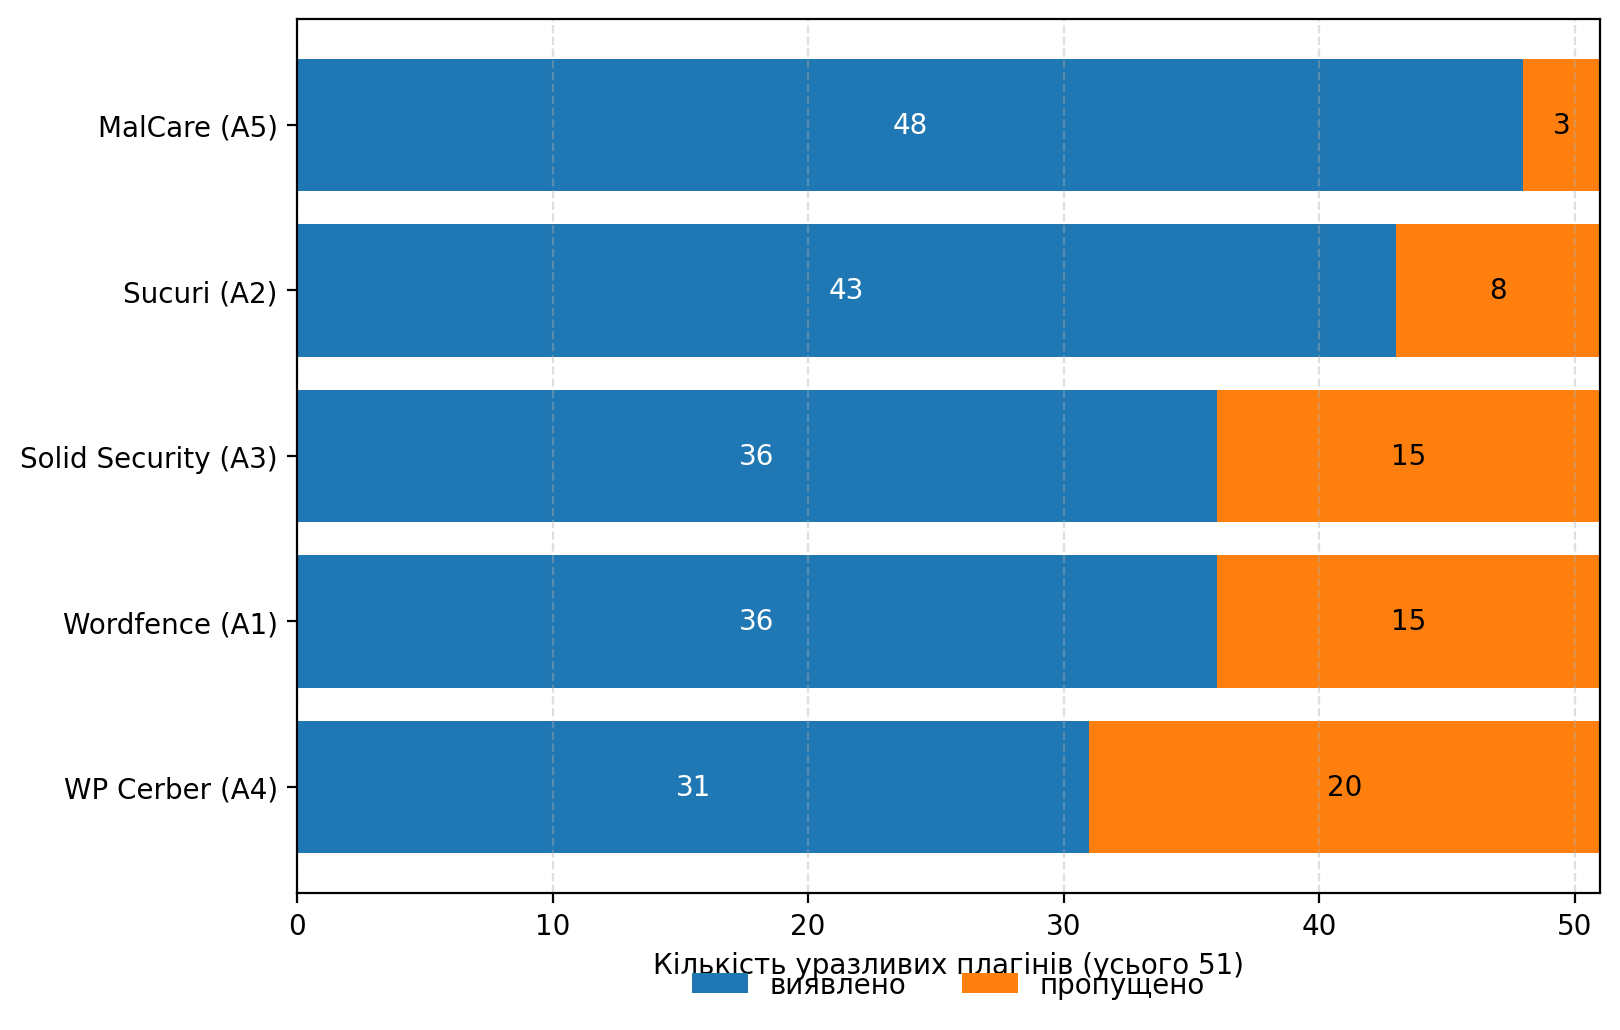 MalCare (A5)
48
3
Sucuri (A2)
43
8
Solid Security (A3)
36
15
Wordfence (A1)
36
15
WP Cerber (A4)
31
20
0
10
20
30
40
50
Кількість уразливих плагінів (усього 51)
виявлено
пропущено